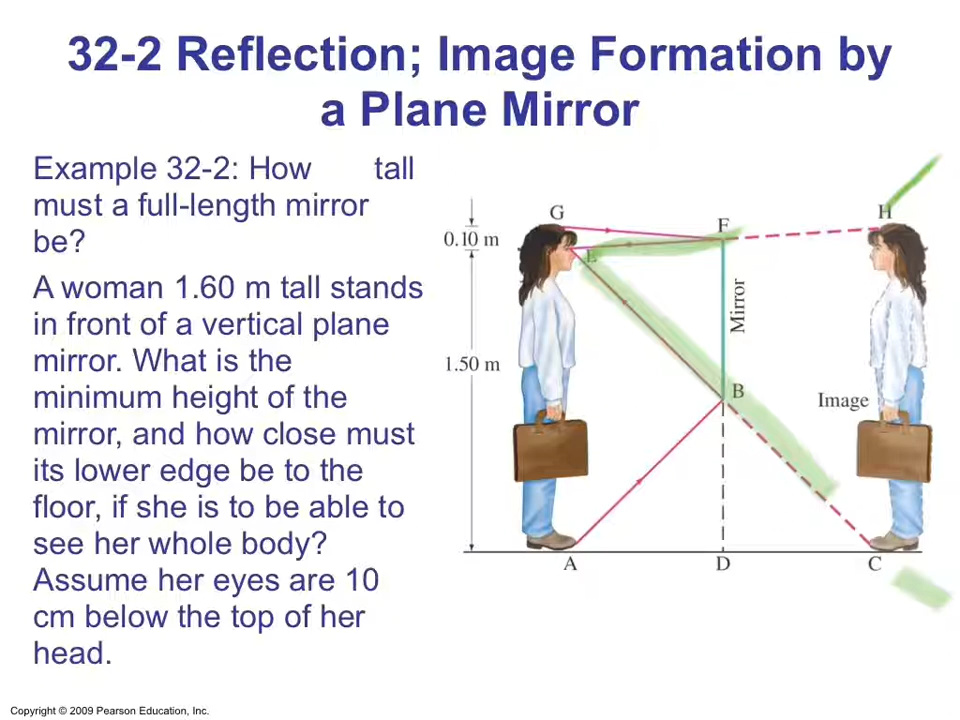 32-2 Reflection; Image Formation by
a Plane Mirror
Example 32-2: How tall
must a full-length mirror
be?
A woman 1.60 m tall stands
in front of a vertical plane
mirror. What is the
minimum height of the
mirror, and how close must
its lower edge be to the
floor, if she is to be able to
see her whole body?
Assume her eyes are 10
cm below the top of her
head.
G
F
H
0.10 m
E
Mirror
1.50 m
B
Image
A
D
C
Copyright © 2009 Pearson Education, Inc.